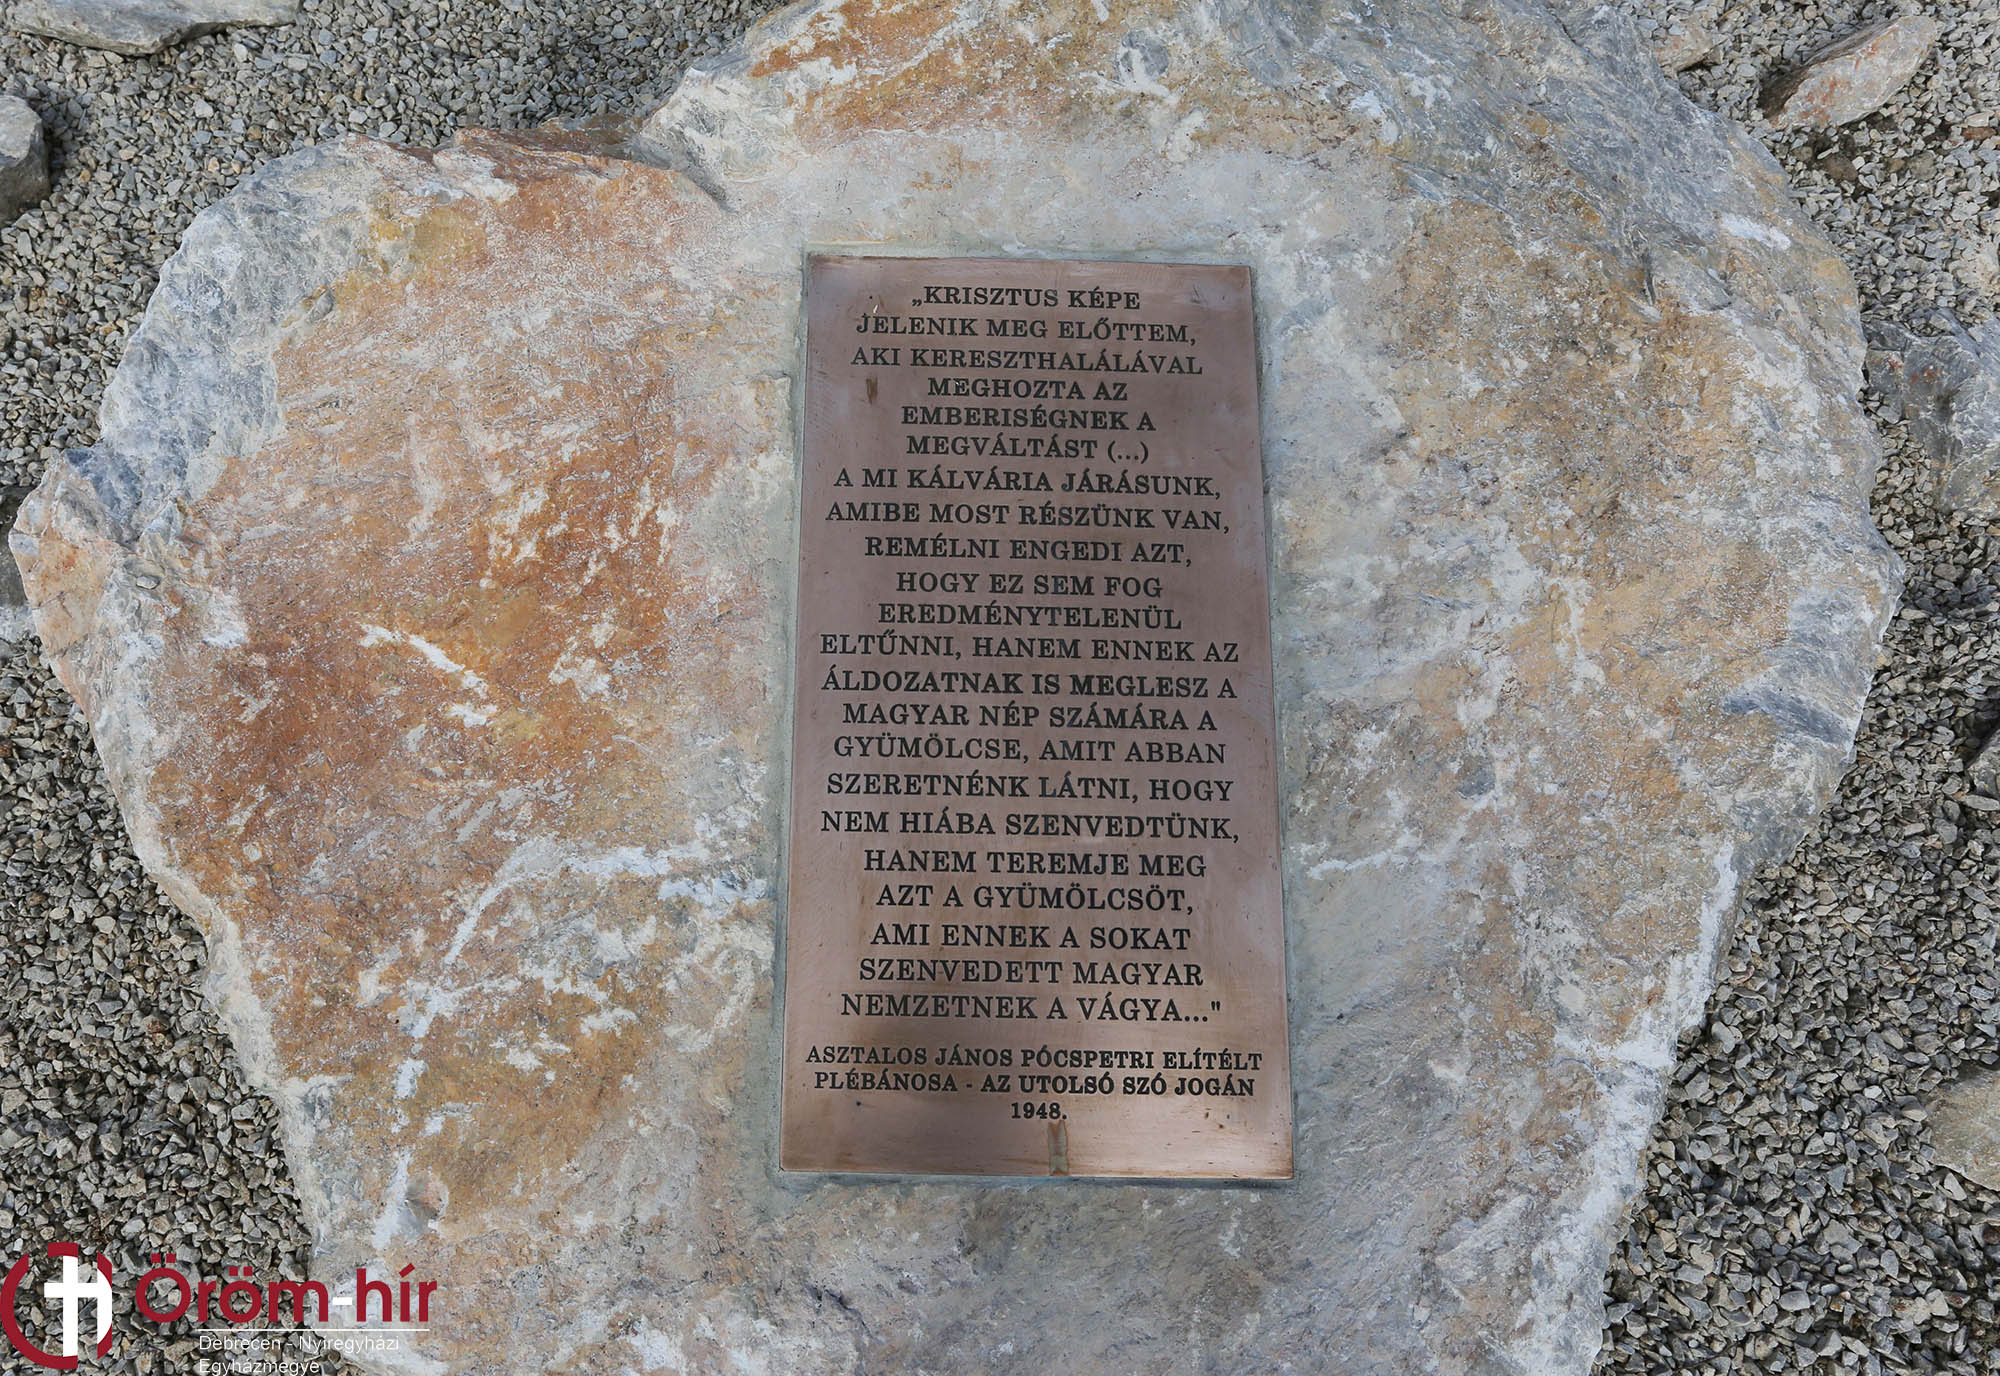 „KRISZTUS KÉPE
JELENIK MEG ELŐTTEM,
AKI KERESZTHALÁLÁVAL
MEGHOZTA AZ
EMBERISÉGNEK A
MEGVÁLTÁST (...)
A MI KÁLVÁRIA JÁRÁSUNK,
AMIBE MOST RÉSZÜNK VAN,
REMÉLNI ENGEDI AZT,
HOGY EZ SEM FOG
EREDMÉNYTELENÜL
ELTŰNNI, HANEM ENNEK AZ
ÁLDOZATNAK IS MEGLESZ A
MAGYAR NÉP SZÁMÁRA A
GYÜMÖLCSE, AMIT ABBAN
SZERETNÉNK LÁTNI, HOGY
NEM HIÁBA SZENVEDTÜNK,
HANEM TEREMJE MEG
AZT A GYÜMÖLCSÖT,
AMI ENNEK A SOKAT
SZENVEDETT MAGYAR
NEMZETNEK A VÁGYA..."
ASZTALOS JÁNOS PÓCSPETRI ELÍTÉLT
PLÉBÁNOSA - AZ UTOLSÓ SZÓ JOGÁN
1948.
Öröm-hír
Debrecen - Nyíregyházi
Egyházmegye